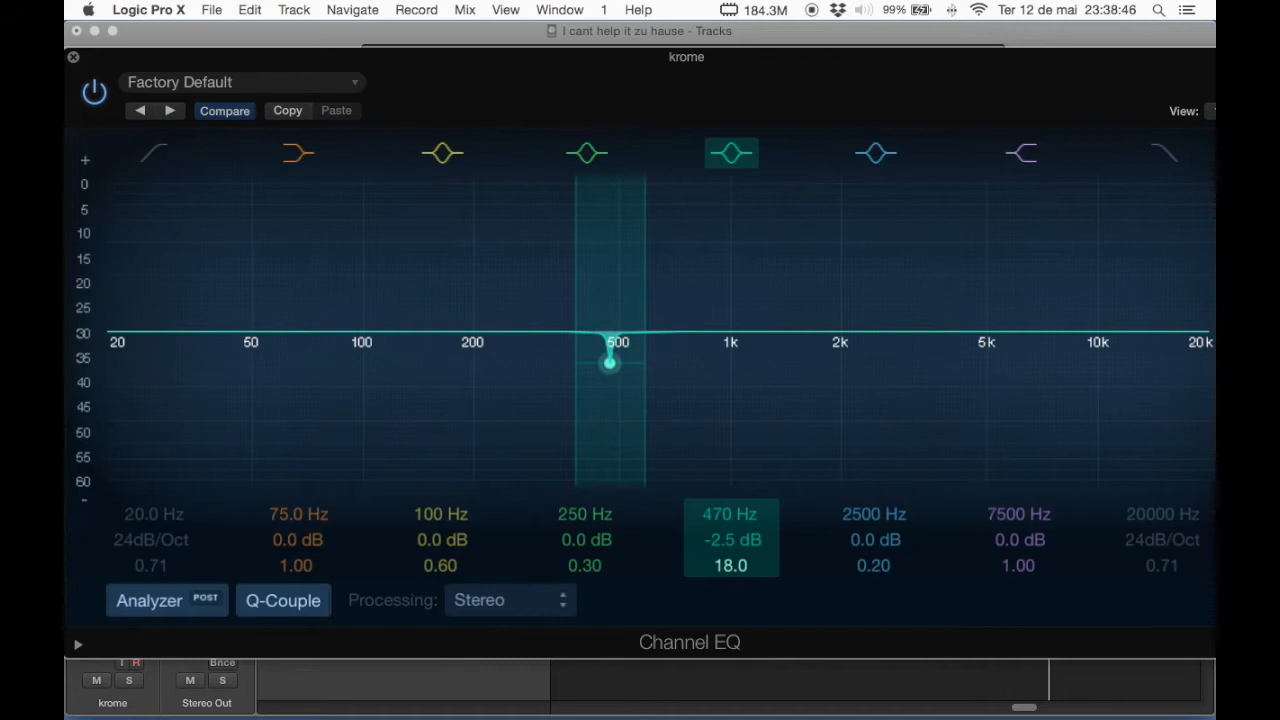 Logic Pro X File Edit Track Navigate Record Mix View Window 1 Help 184.3M 99% Ter 12 de mai 23:38:46
I cant help it zu hause - Tracks
krome
Factory Default
Compare Copy Paste View:
+
0
5
10
15
20
25
30
20 50 100 200 500 1k 2k 5k 10k 20k
35
40
45
50
55
60
-
20.0 Hz 75.0 Hz 100 Hz 250 Hz 470 Hz 2500 Hz 7500 Hz 20000 Hz
24dB/Oct 0.0 dB 0.0 dB 0.0 dB -2.5 dB 0.0 dB 0.0 dB 24dB/Oct
0.71 1.00 0.60 0.30 18.0 0.20 1.00 0.71
Analyzer POST Q-Couple Processing: Stereo
Channel EQ
I R Bnce
M S M S
krome Stereo Out